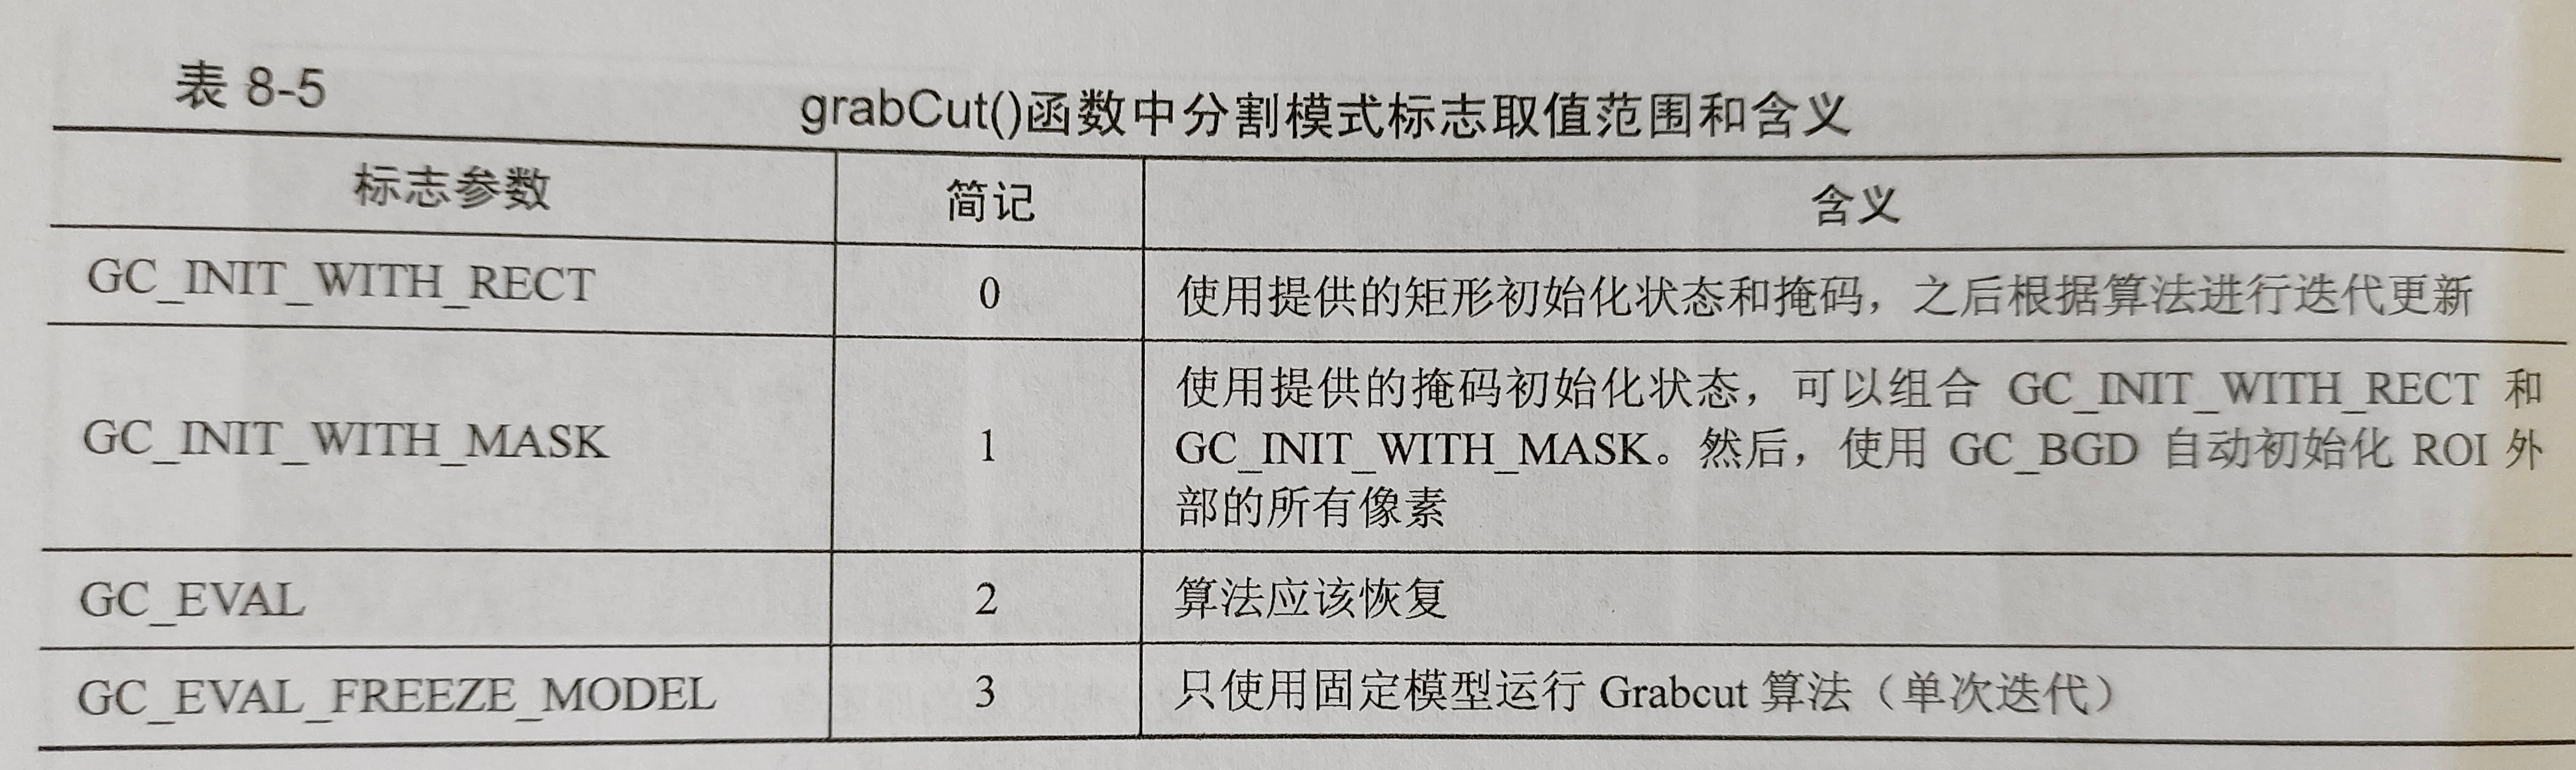 表 8-5
grabCut()函数中分割模式标志取值范围和含义
标志参数 简记 含义
GC_INIT_WITH_RECT 0 使用提供的矩形初始化状态和掩码，之后根据算法进行迭代更新
GC_INIT_WITH_MASK 1 使用提供的掩码初始化状态，可以组合 GC_INIT_WITH_RECT 和
GC_INIT_WITH_MASK。然后，使用 GC_BGD 自动初始化 ROI 外
部的所有像素
GC_EVAL 2 算法应该恢复
GC_EVAL_FREEZE_MODEL 3 只使用固定模型运行 Grabcut 算法（单次迭代）